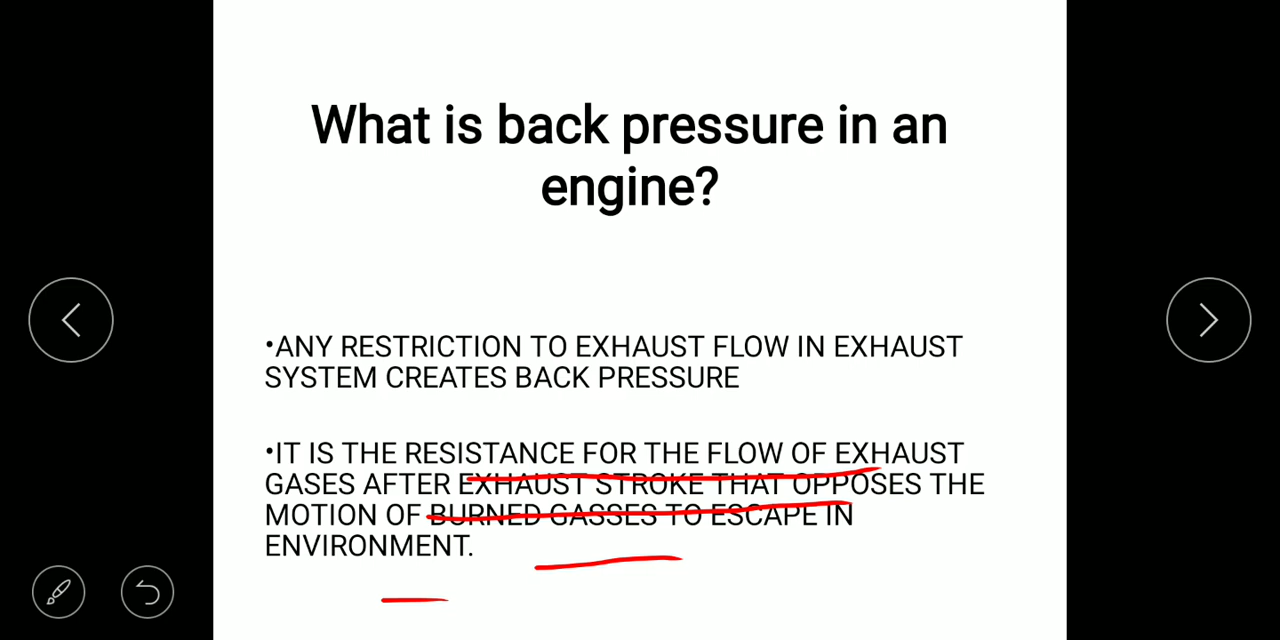 What is back pressure in an
engine?
•ANY RESTRICTION TO EXHAUST FLOW IN EXHAUST
SYSTEM CREATES BACK PRESSURE
•IT IS THE RESISTANCE FOR THE FLOW OF EXHAUST
GASES AFTER EXHAUST STROKE THAT OPPOSES THE
MOTION OF BURNED GASSES TO ESCAPE IN
ENVIRONMENT.